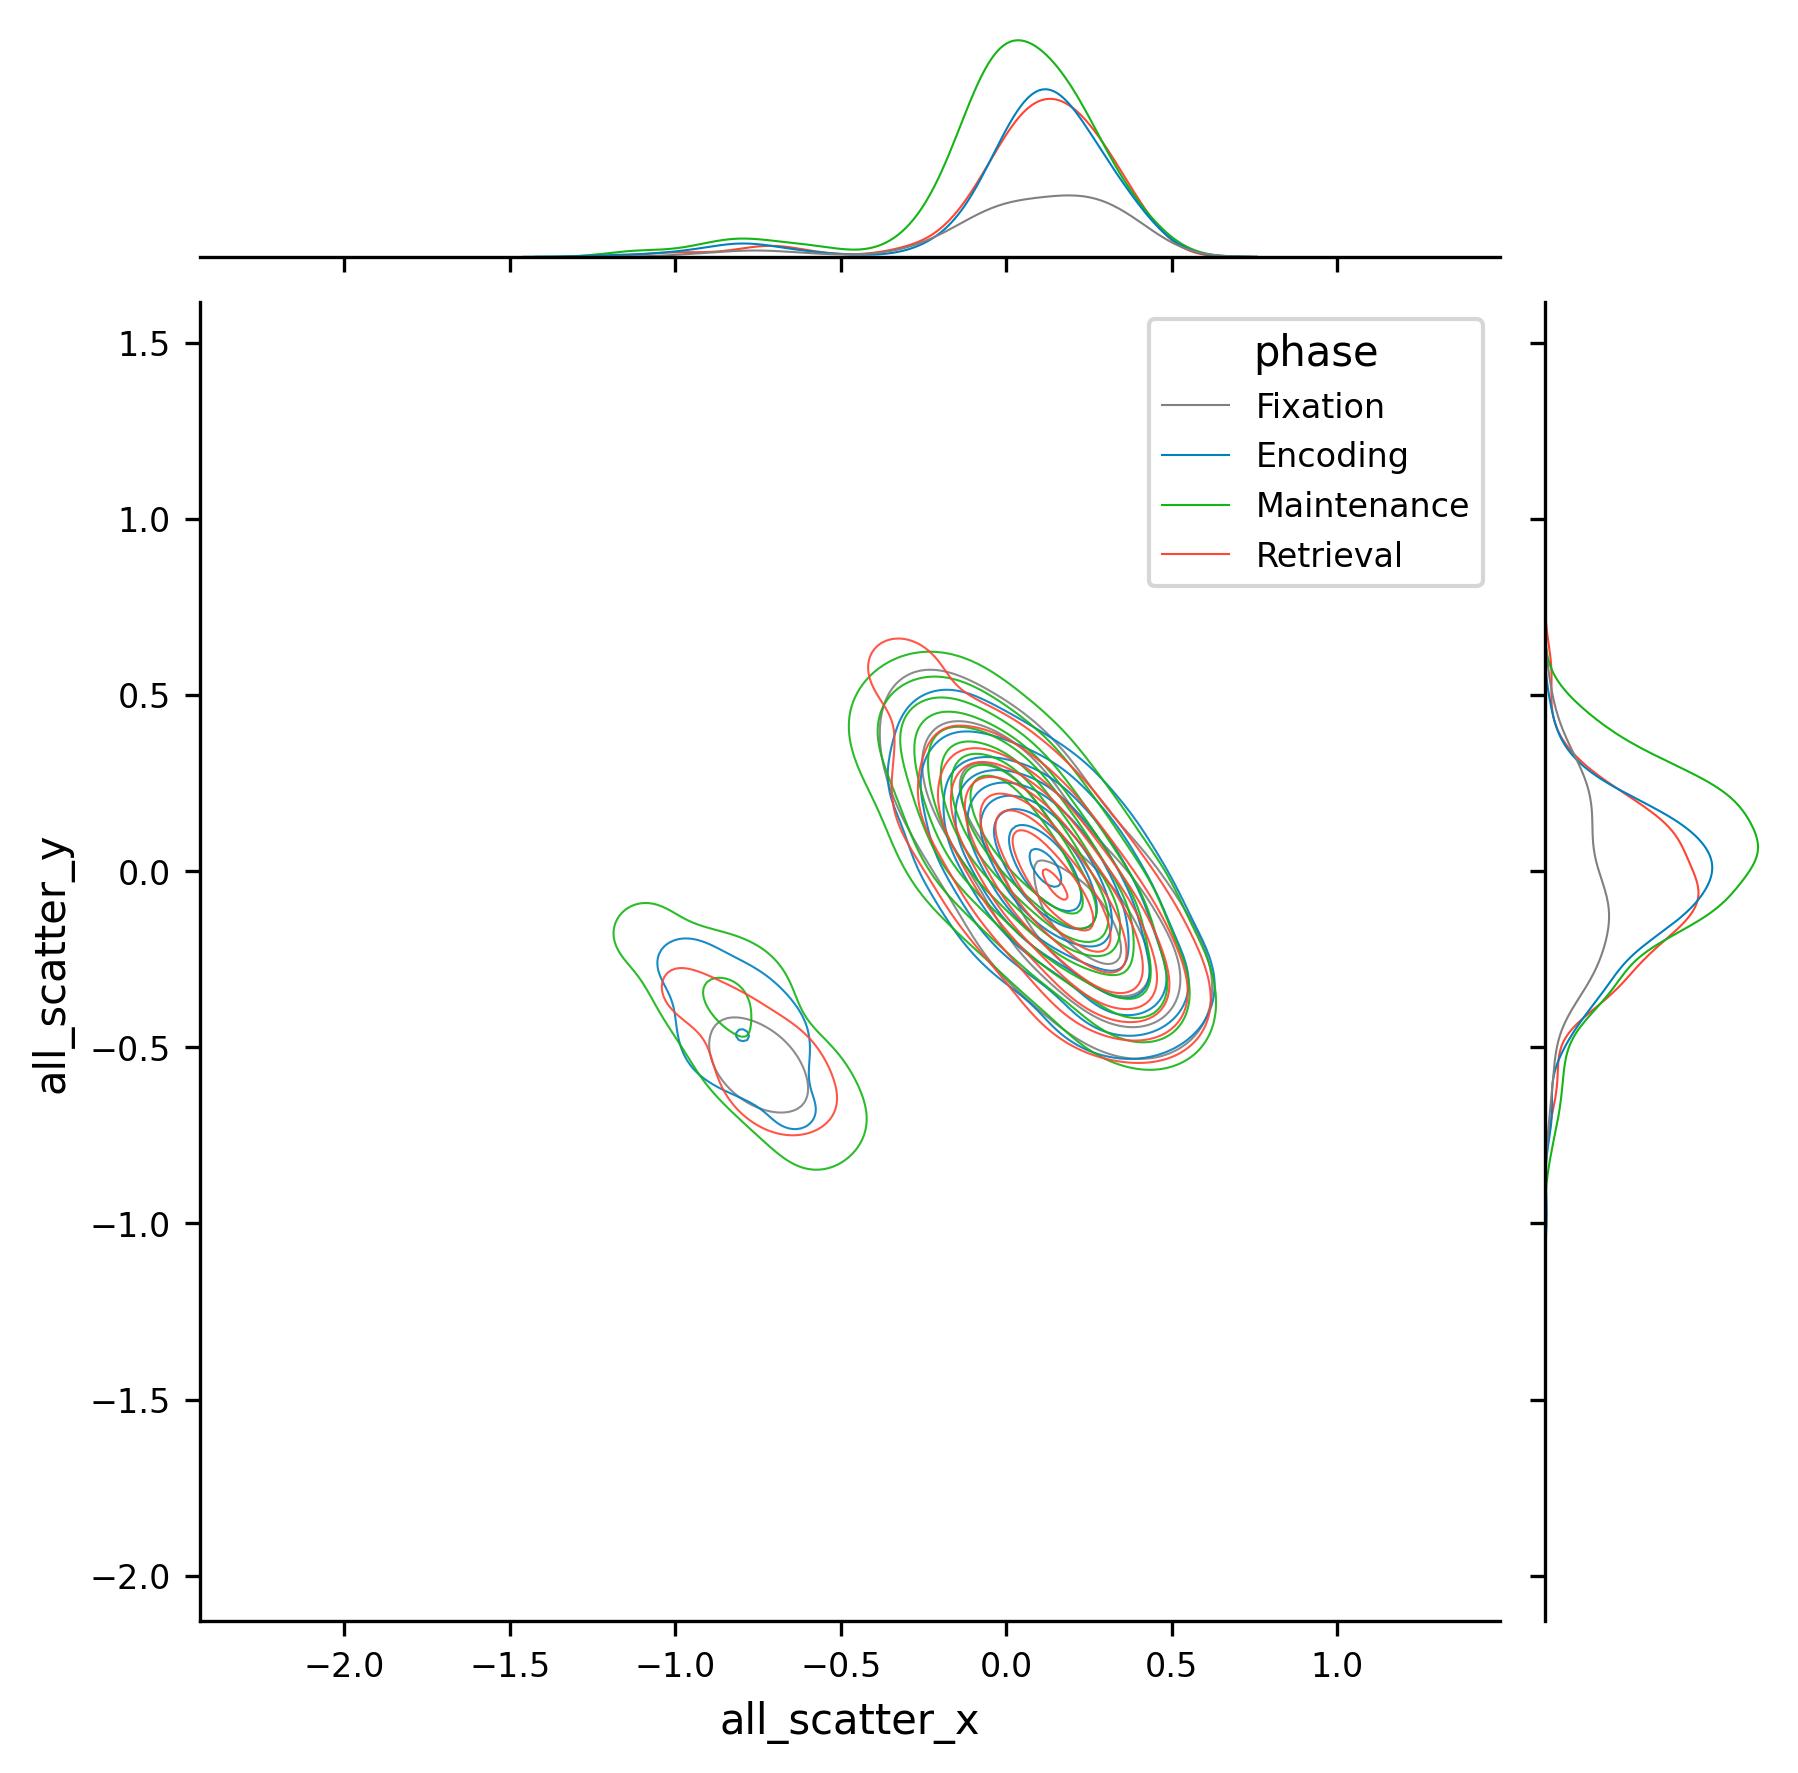 phase
Fixation
Encoding
Maintenance
Retrieval
1.5
1.0
0.5
0.0
−0.5
−1.0
−1.5
−2.0
all_scatter_y
−2.0 −1.5 −1.0 −0.5 0.0 0.5 1.0
all_scatter_x